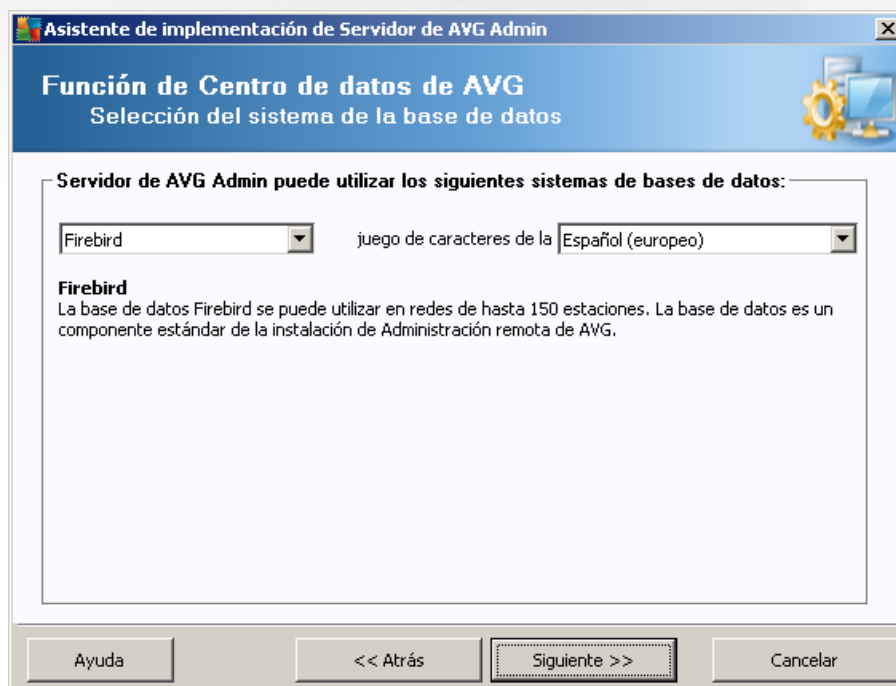 Asistente de implementación de Servidor de AVG Admin
Función de Centro de datos de AVG
Selección del sistema de la base de datos
Servidor de AVG Admin puede utilizar los siguientes sistemas de bases de datos:
Firebird juego de caracteres de la Español (europeo)
Firebird
La base de datos Firebird se puede utilizar en redes de hasta 150 estaciones. La base de datos es un
componente estándar de la instalación de Administración remota de AVG.
Ayuda << Atrás Siguiente >> Cancelar